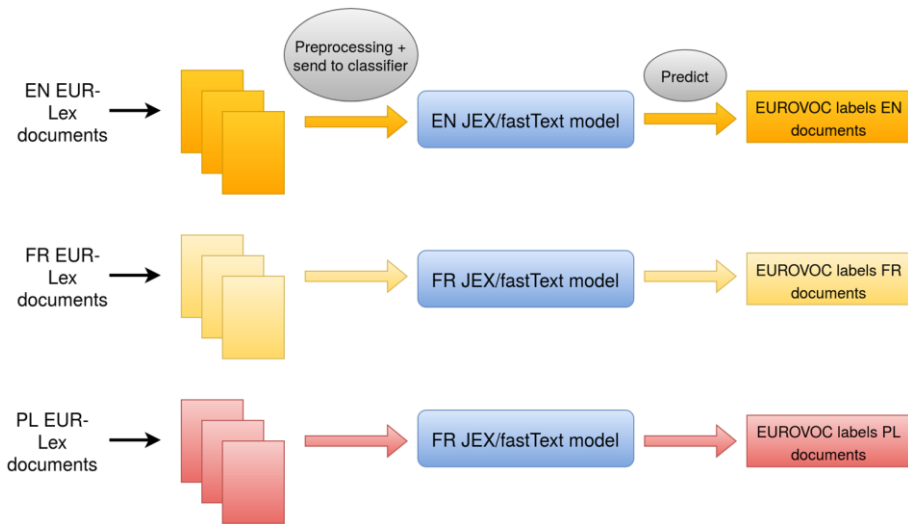 Preprocessing +
send to classifier
Predict
EN EUR-
Lex
documents
EN JEX/fastText model
EUROVOC labels EN
documents
FR EUR-
Lex
documents
FR JEX/fastText model
EUROVOC labels FR
documents
PL EUR-
Lex
documents
FR JEX/fastText model
EUROVOC labels PL
documents